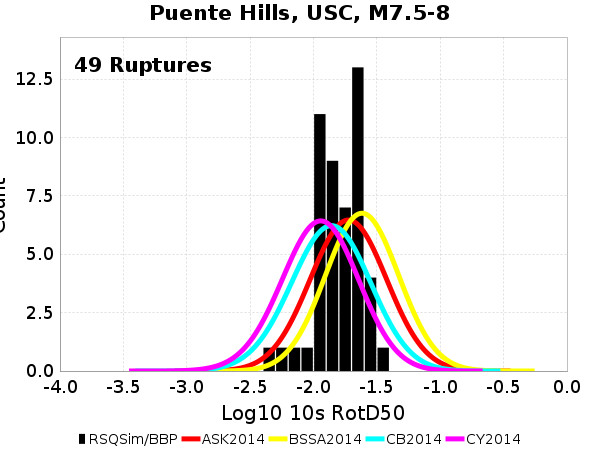 Puente Hills, USC, M7.5-8
49 Ruptures
12.5
10.0
7.5
5.0
2.5
0.0
Count
-4.0 -3.5 -3.0 -2.5 -2.0 -1.5 -1.0 -0.5 0.0
Log10 10s RotD50
RSQSim/BBP ASK2014 BSSA2014 CB2014 CY2014